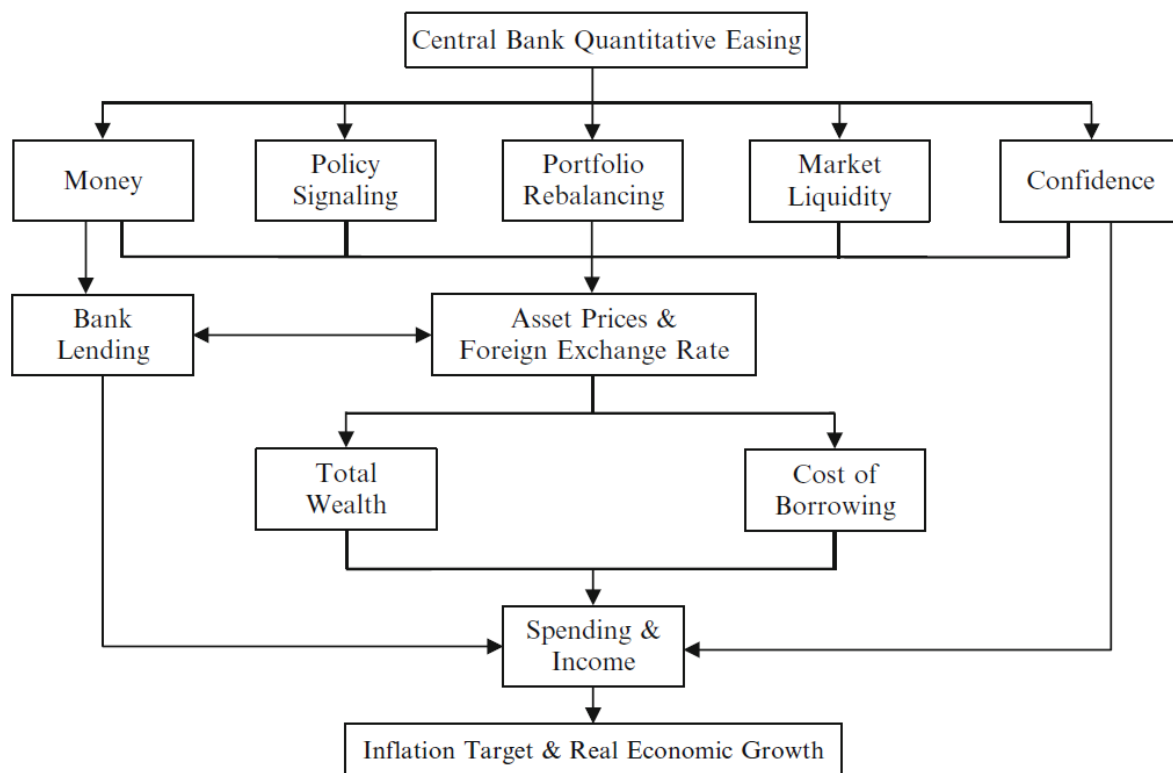 Central Bank Quantitative Easing
Money
Policy
Signaling
Portfolio
Rebalancing
Market
Liquidity
Confidence
Bank
Lending
Asset Prices &
Foreign Exchange Rate
Total
Wealth
Cost of
Borrowing
Spending &
Income
Inflation Target & Real Economic Growth